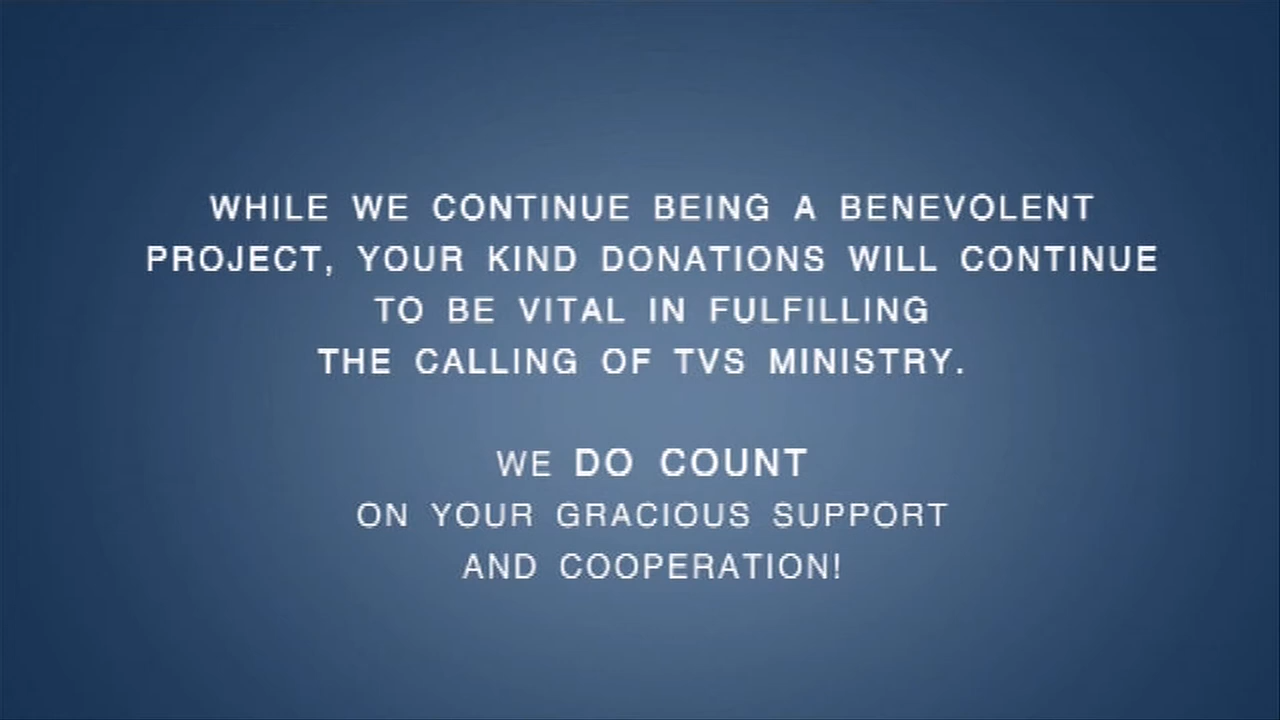 WHILE WE CONTINUE BEING A BENEVOLENT
PROJECT, YOUR KIND DONATIONS WILL CONTINUE
TO BE VITAL IN FULFILLING
THE CALLING OF TVS MINISTRY.
WE DO COUNT
ON YOUR GRACIOUS SUPPORT
AND COOPERATION!